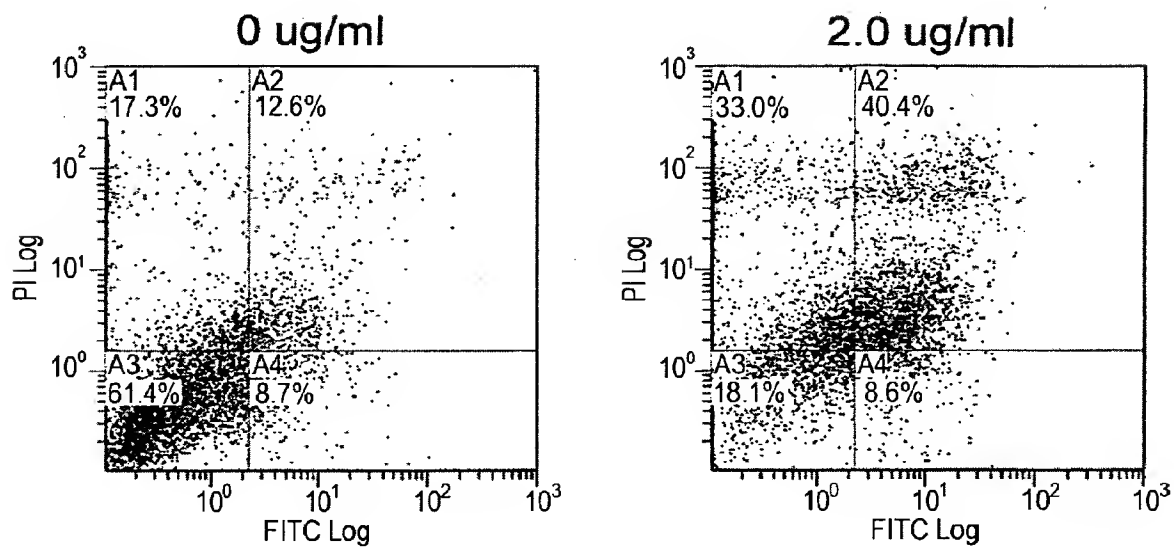 0 ug/ml
10³
A1
17.3%
A2
12.6%
10²
10¹
10⁰
PI Log
A3
61.4%
A4
8.7%
10⁰
10¹
10²
10³
FITC Log
2.0 ug/ml
10³
A1
33.0%
A2
40.4%
10²
10¹
10⁰
PI Log
A3
18.1%
A4
8.6%
10⁰
10¹
10²
10³
FITC Log